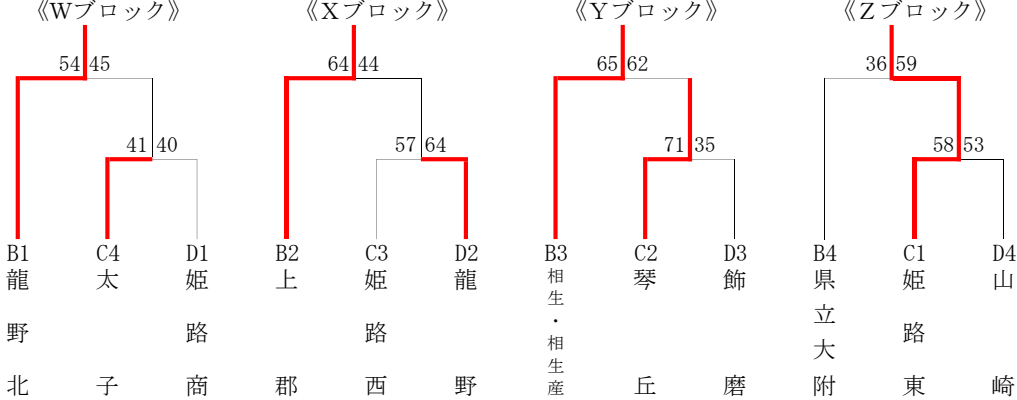 《Wブロック》 《Xブロック》 《Yブロック》 《Zブロック》
54 45 64 44 65 62 36 59
41 40 57 64 71 35 58 53
B1 C4 D1 B2 C3 D2 B3 C2 D3 B4 C1 D4
龍野北
太子
姫路商
上郡
姫路西
龍野
相生・相生産
琴丘
飾磨
県立大附
姫路東
山崎